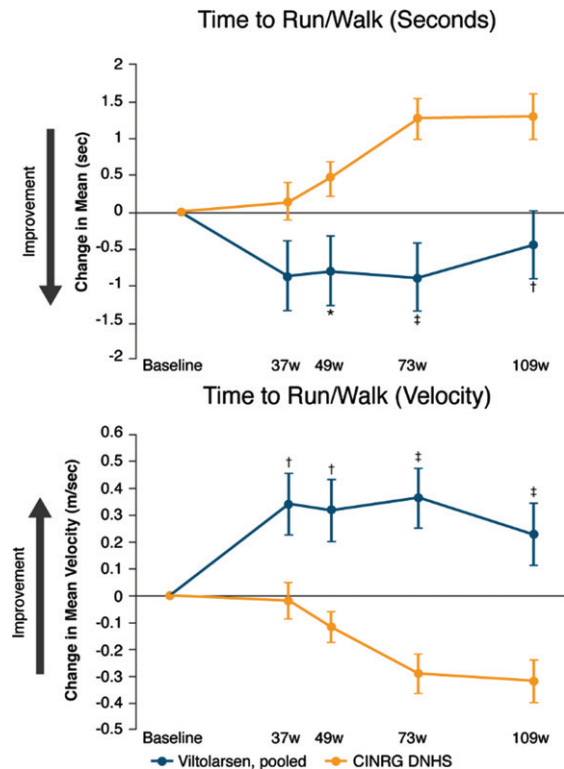 Time to Run/Walk (Seconds)
Improvement
Change in Mean (sec)
2
1.5
1
0.5
0
-0.5
-1
-1.5
-2
*
‡
†
Baseline 37w 49w 73w 109w
Time to Run/Walk (Velocity)
Improvement
Change in Mean Velocity (m/sec)
0.6
0.5
0.4
0.3
0.2
0.1
0
-0.1
-0.2
-0.3
-0.4
-0.5
† † ‡ ‡
Baseline 37w 49w 73w 109w
Viltolarsen, pooled CINRG DNHS